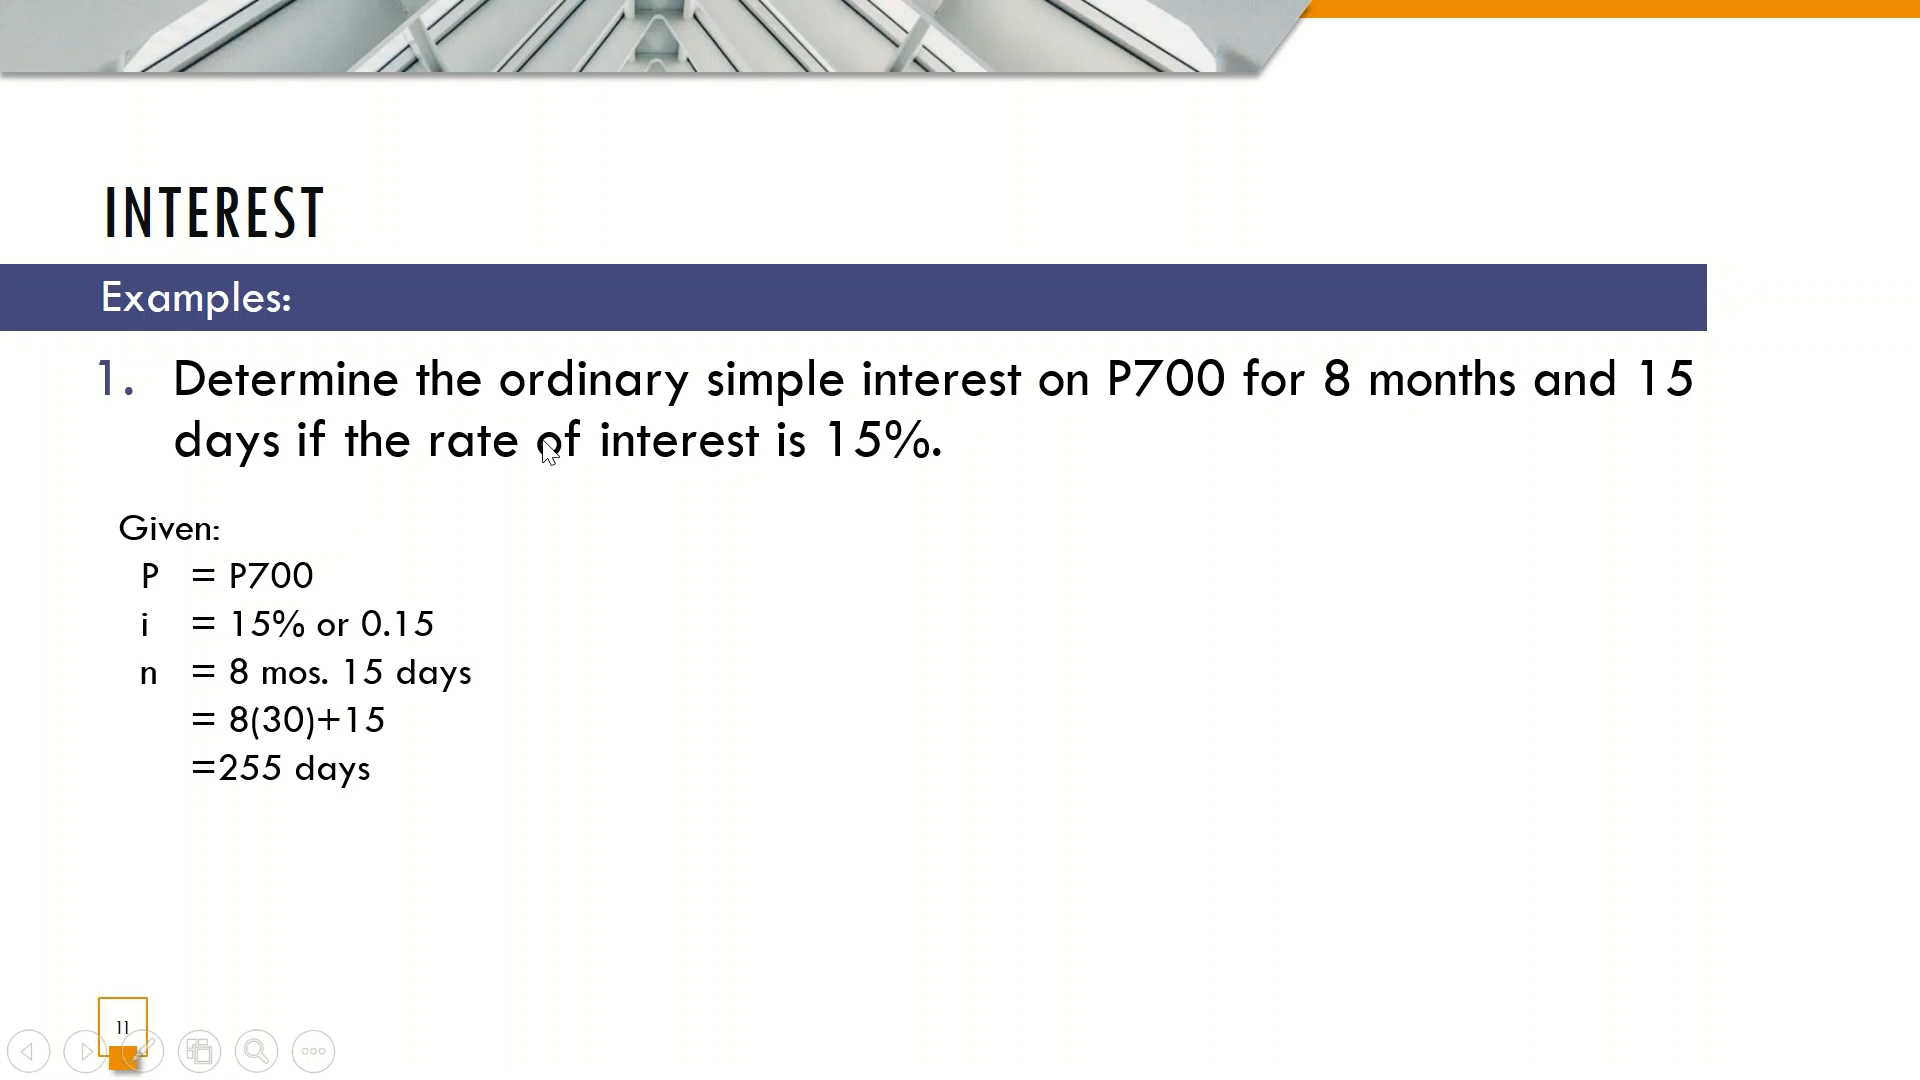 INTEREST
Examples:
1. Determine the ordinary simple interest on P700 for 8 months and 15
days if the rate of interest is 15%.
Given:
P = P700
i = 15% or 0.15
n = 8 mos. 15 days
= 8(30)+15
=255 days
11